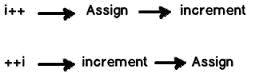 i++ Assign increment
++i increment Assign